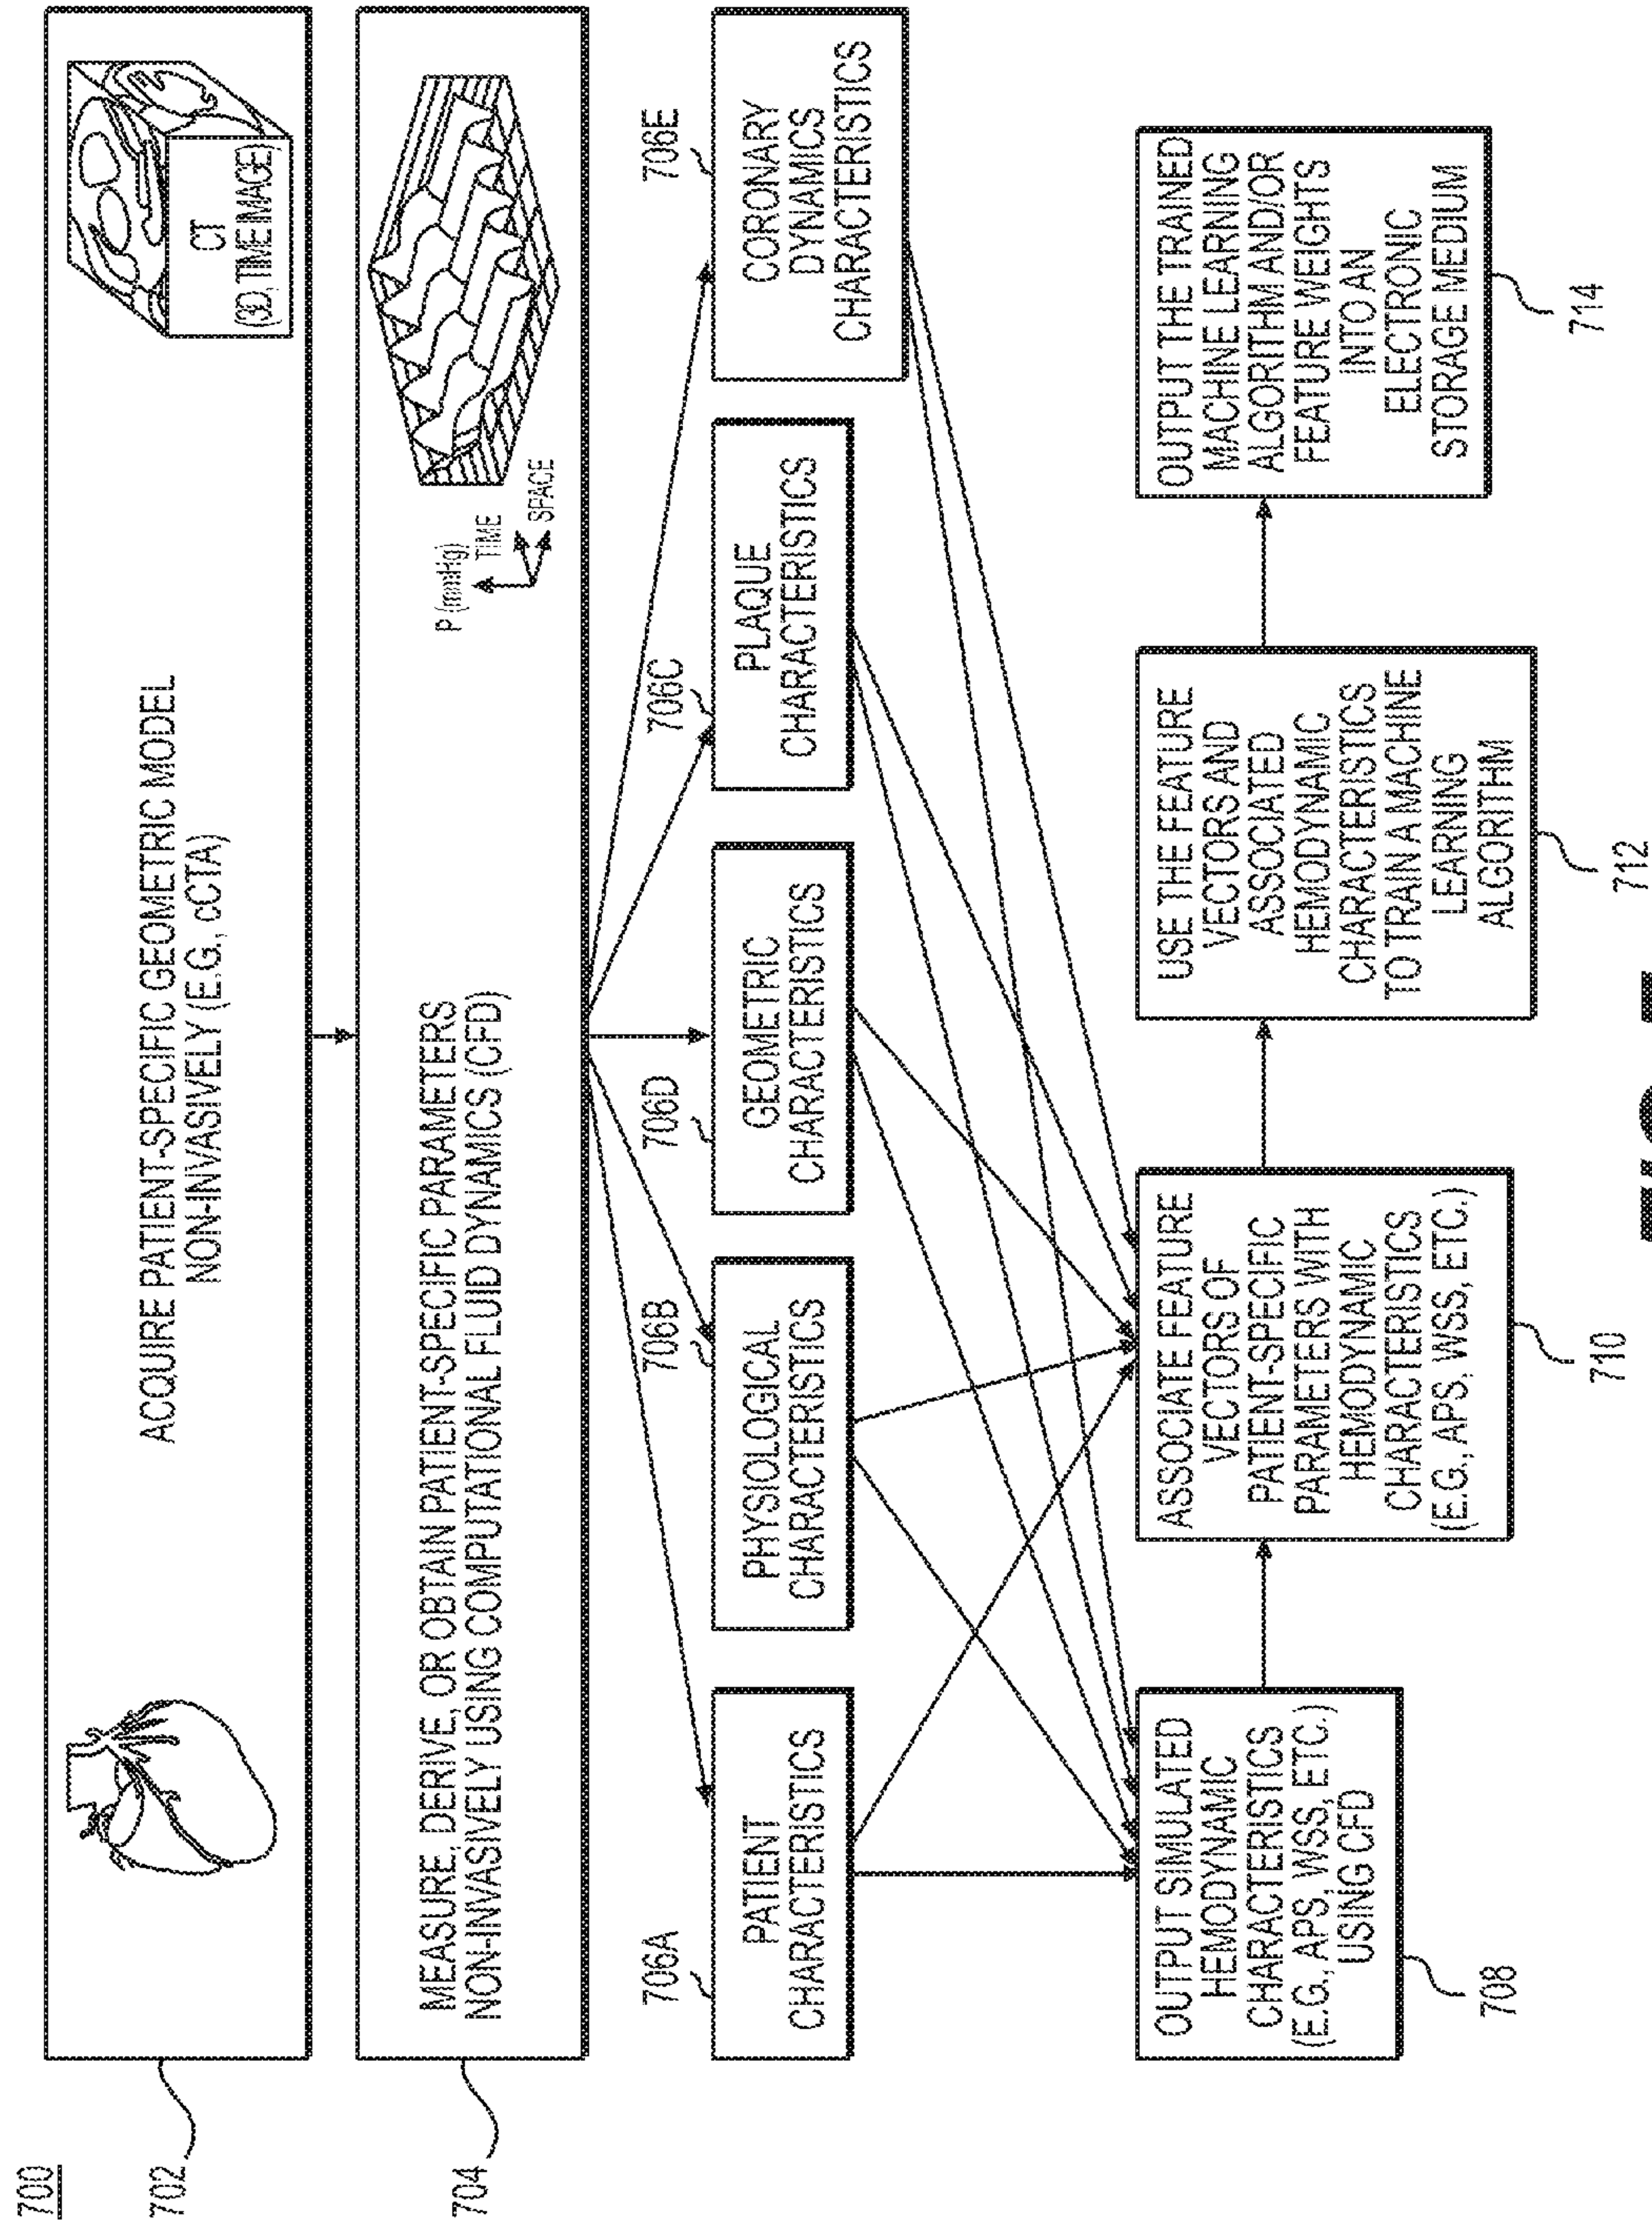 700
702
ACQUIRE PATIENT-SPECIFIC GEOMETRIC MODEL
NON-INVASIVELY (E.G., cCTA)
CT
(3D, TIME IMAGE)
704
MEASURE, DERIVE, OR OBTAIN PATIENT-SPECIFIC PARAMETERS
NON-INVASIVELY USING COMPUTATIONAL FLUID DYNAMICS (CFD)
P (mmHg)
TIME
SPACE
706A
PATIENT
CHARACTERISTICS
706B
PHYSIOLOGICAL
CHARACTERISTICS
706D
GEOMETRIC
CHARACTERISTICS
706C
PLAQUE
CHARACTERISTICS
706E
CORONARY
DYNAMICS
CHARACTERISTICS
OUTPUT SIMULATED
HEMODYNAMIC
CHARACTERISTICS
(E.G., APS, WSS, ETC.)
USING CFD
708
ASSOCIATE FEATURE
VECTORS OF
PATIENT-SPECIFIC
PARAMETERS WITH
HEMODYNAMIC
CHARACTERISTICS
(E.G., APS, WSS, ETC.)
710
USE THE FEATURE
VECTORS AND
ASSOCIATED
HEMODYNAMIC
CHARACTERISTICS
TO TRAIN A MACHINE
LEARNING
ALGORITHM
712
OUTPUT THE TRAINED
MACHINE LEARNING
ALGORITHM AND/OR
FEATURE WEIGHTS
INTO AN
ELECTRONIC
STORAGE MEDIUM
714